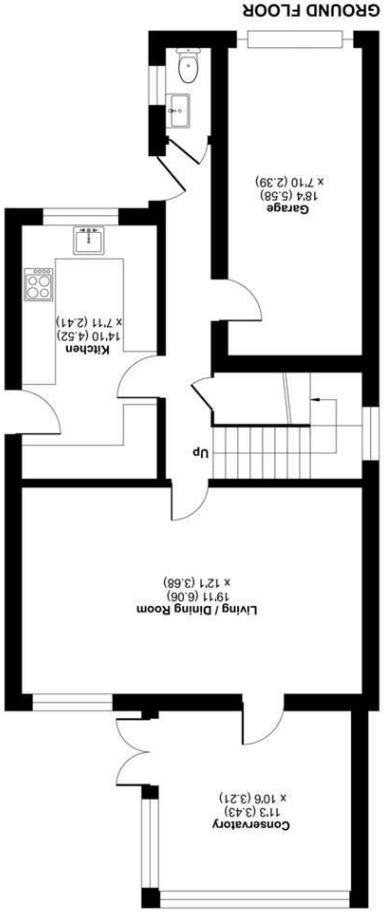 Conservatory
11'3 (3.43)
x 10'6 (3.21)
Living / Dining Room
19'11 (6.06)
x 12'1 (3.68)
Up
Kitchen
14'10 (4.52)
x 7'11 (2.41)
Garage
18'4 (5.58)
x 7'10 (2.39)
GROUND FLOOR